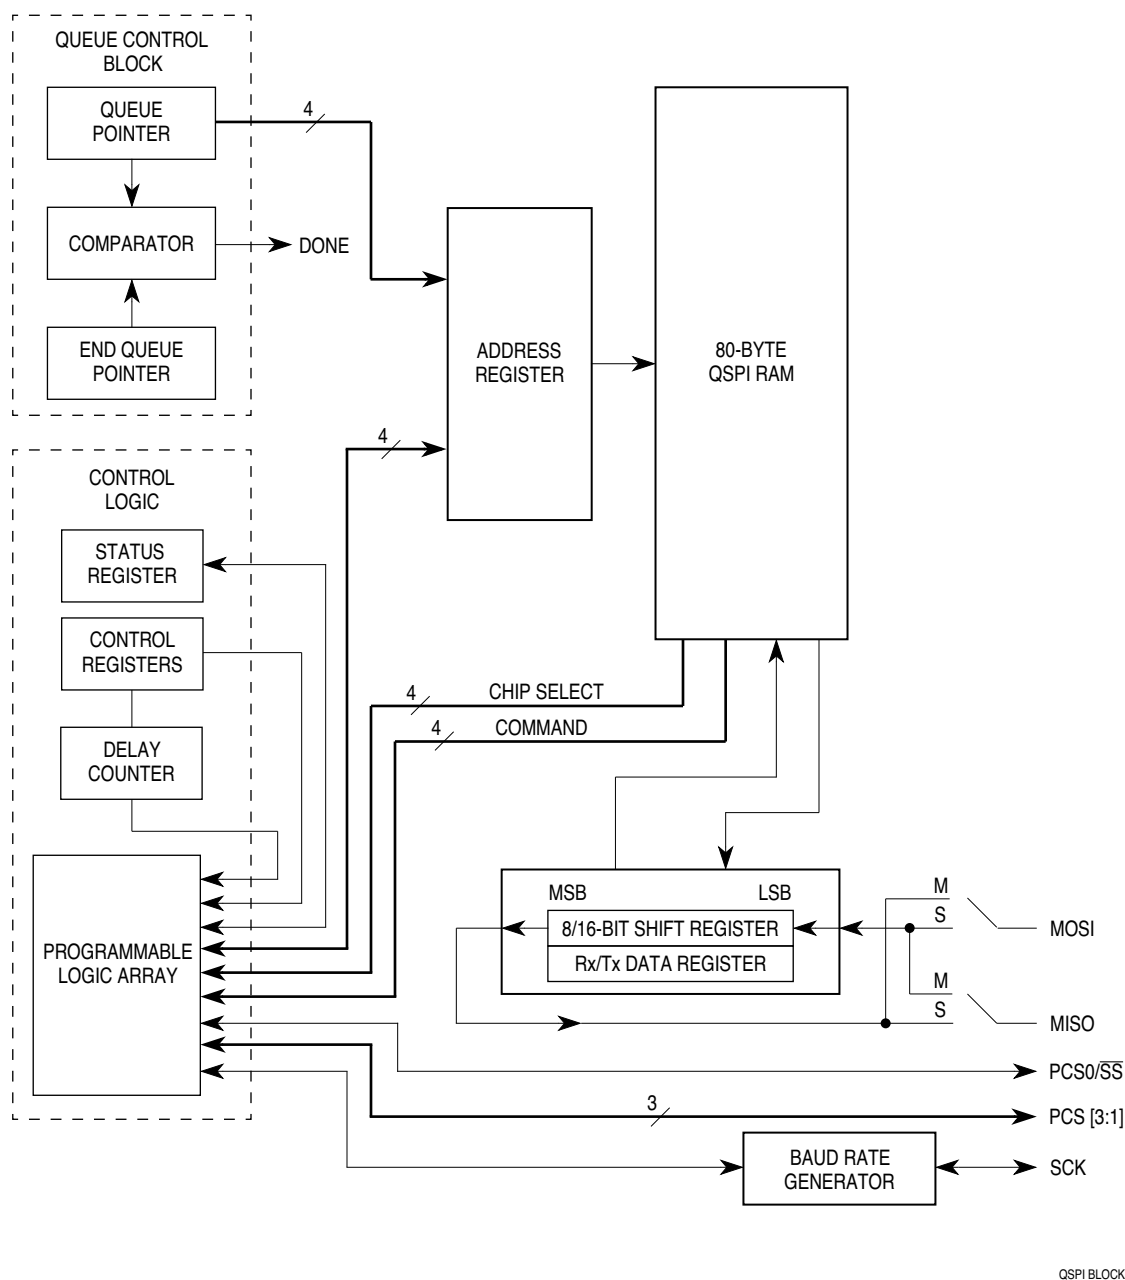 QUEUE CONTROL
BLOCK
QUEUE
POINTER
4
COMPARATOR
DONE
END QUEUE
POINTER
ADDRESS
REGISTER
80-BYTE
QSPI RAM
4
CONTROL
LOGIC
STATUS
REGISTER
CONTROL
REGISTERS
DELAY
COUNTER
4
CHIP SELECT
4
COMMAND
PROGRAMMABLE
LOGIC ARRAY
MSB
LSB
8/16-BIT SHIFT REGISTER
Rx/Tx DATA REGISTER
M
S
MOSI
M
S
MISO
PCS0/S̅S̅
3
PCS [3:1]
BAUD RATE
GENERATOR
SCK
QSPI BLOCK